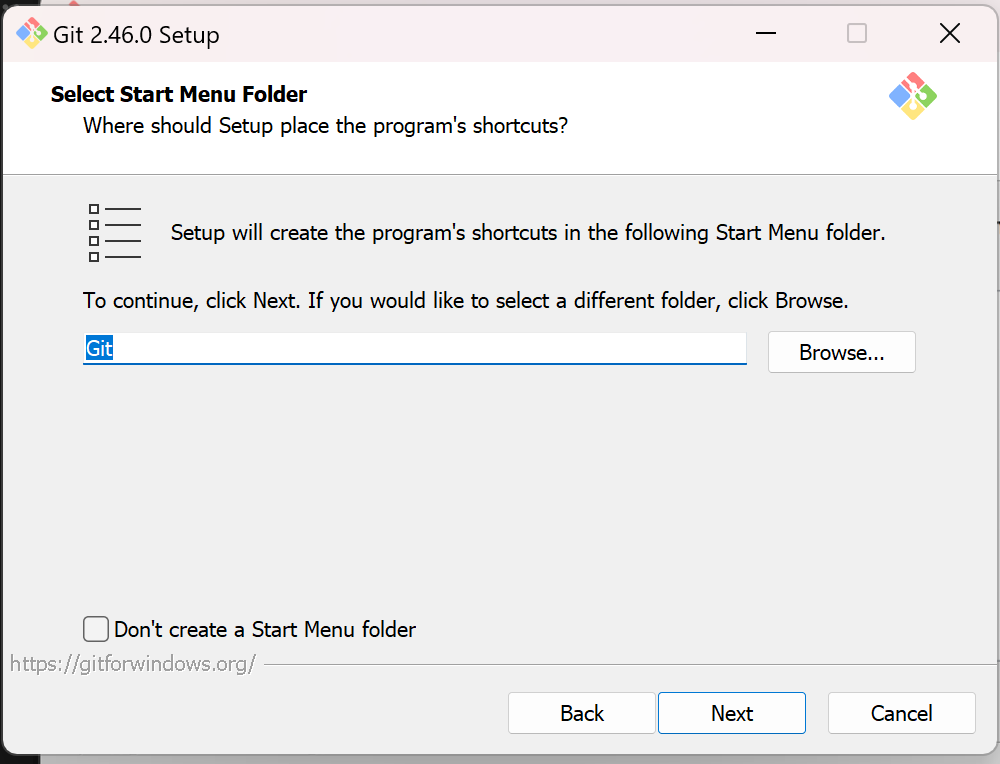 Git 2.46.0 Setup
Select Start Menu Folder
Where should Setup place the program's shortcuts?
Setup will create the program's shortcuts in the following Start Menu folder.
To continue, click Next. If you would like to select a different folder, click Browse.
Git
Browse...
Don't create a Start Menu folder
https://gitforwindows.org/
Back
Next
Cancel